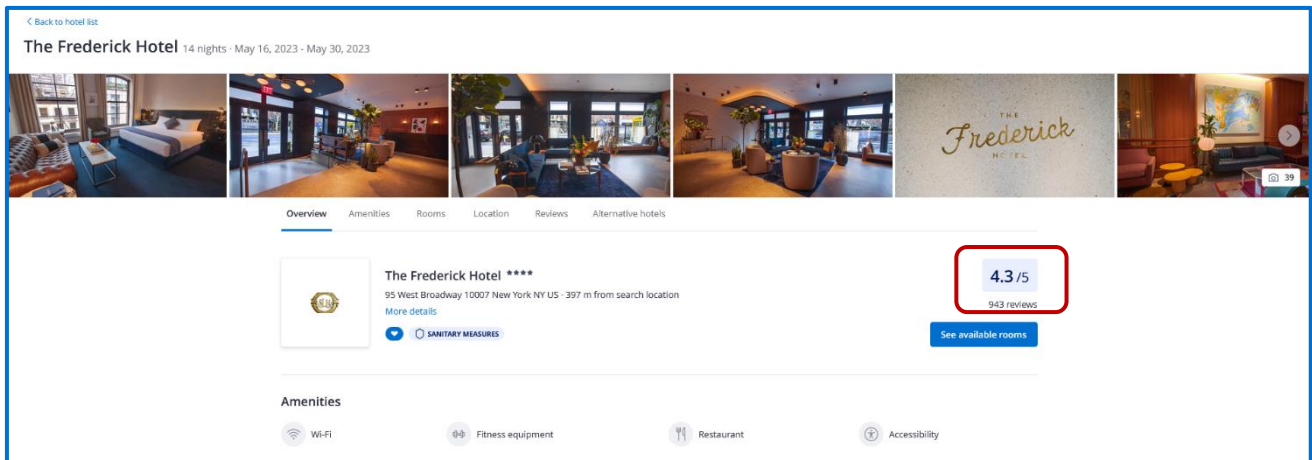 Back to hotel list
The Frederick Hotel 14 nights · May 16, 2023 - May 30, 2023
THE
Frederick
HOTEL
39
Overview Amenities Rooms Location Reviews Alternative hotels
The Frederick Hotel ****
4.3 /5
95 West Broadway 10007 New York NY US · 397 m from search location
943 reviews
More details
SANITARY MEASURES
See available rooms
Amenities
Wi-Fi Fitness equipment Restaurant Accessibility